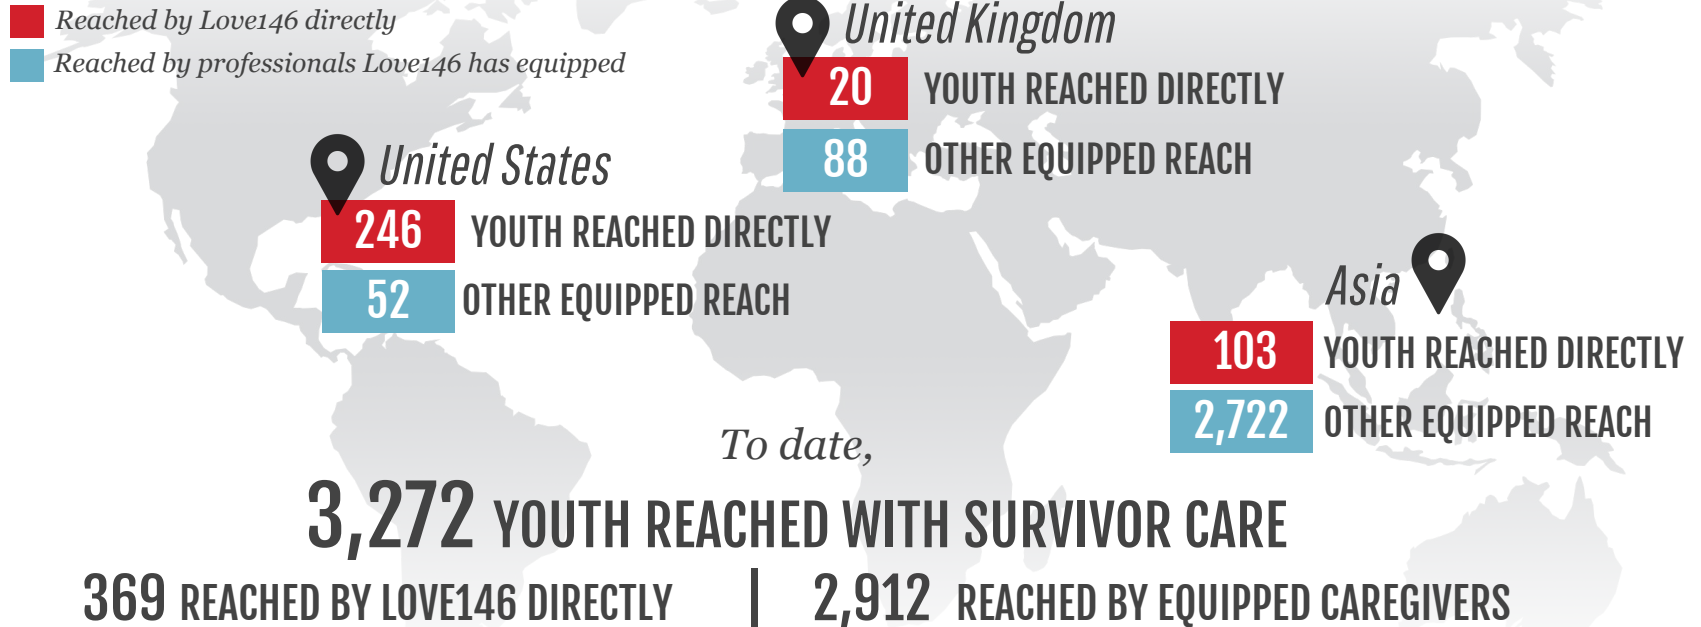 Reached by Love146 directly
Reached by professionals Love146 has equipped
United Kingdom
20 YOUTH REACHED DIRECTLY
88 OTHER EQUIPPED REACH
United States
246 YOUTH REACHED DIRECTLY
52 OTHER EQUIPPED REACH
Asia
103 YOUTH REACHED DIRECTLY
2,722 OTHER EQUIPPED REACH
To date,
3,272 YOUTH REACHED WITH SURVIVOR CARE
369 REACHED BY LOVE146 DIRECTLY | 2,912 REACHED BY EQUIPPED CAREGIVERS